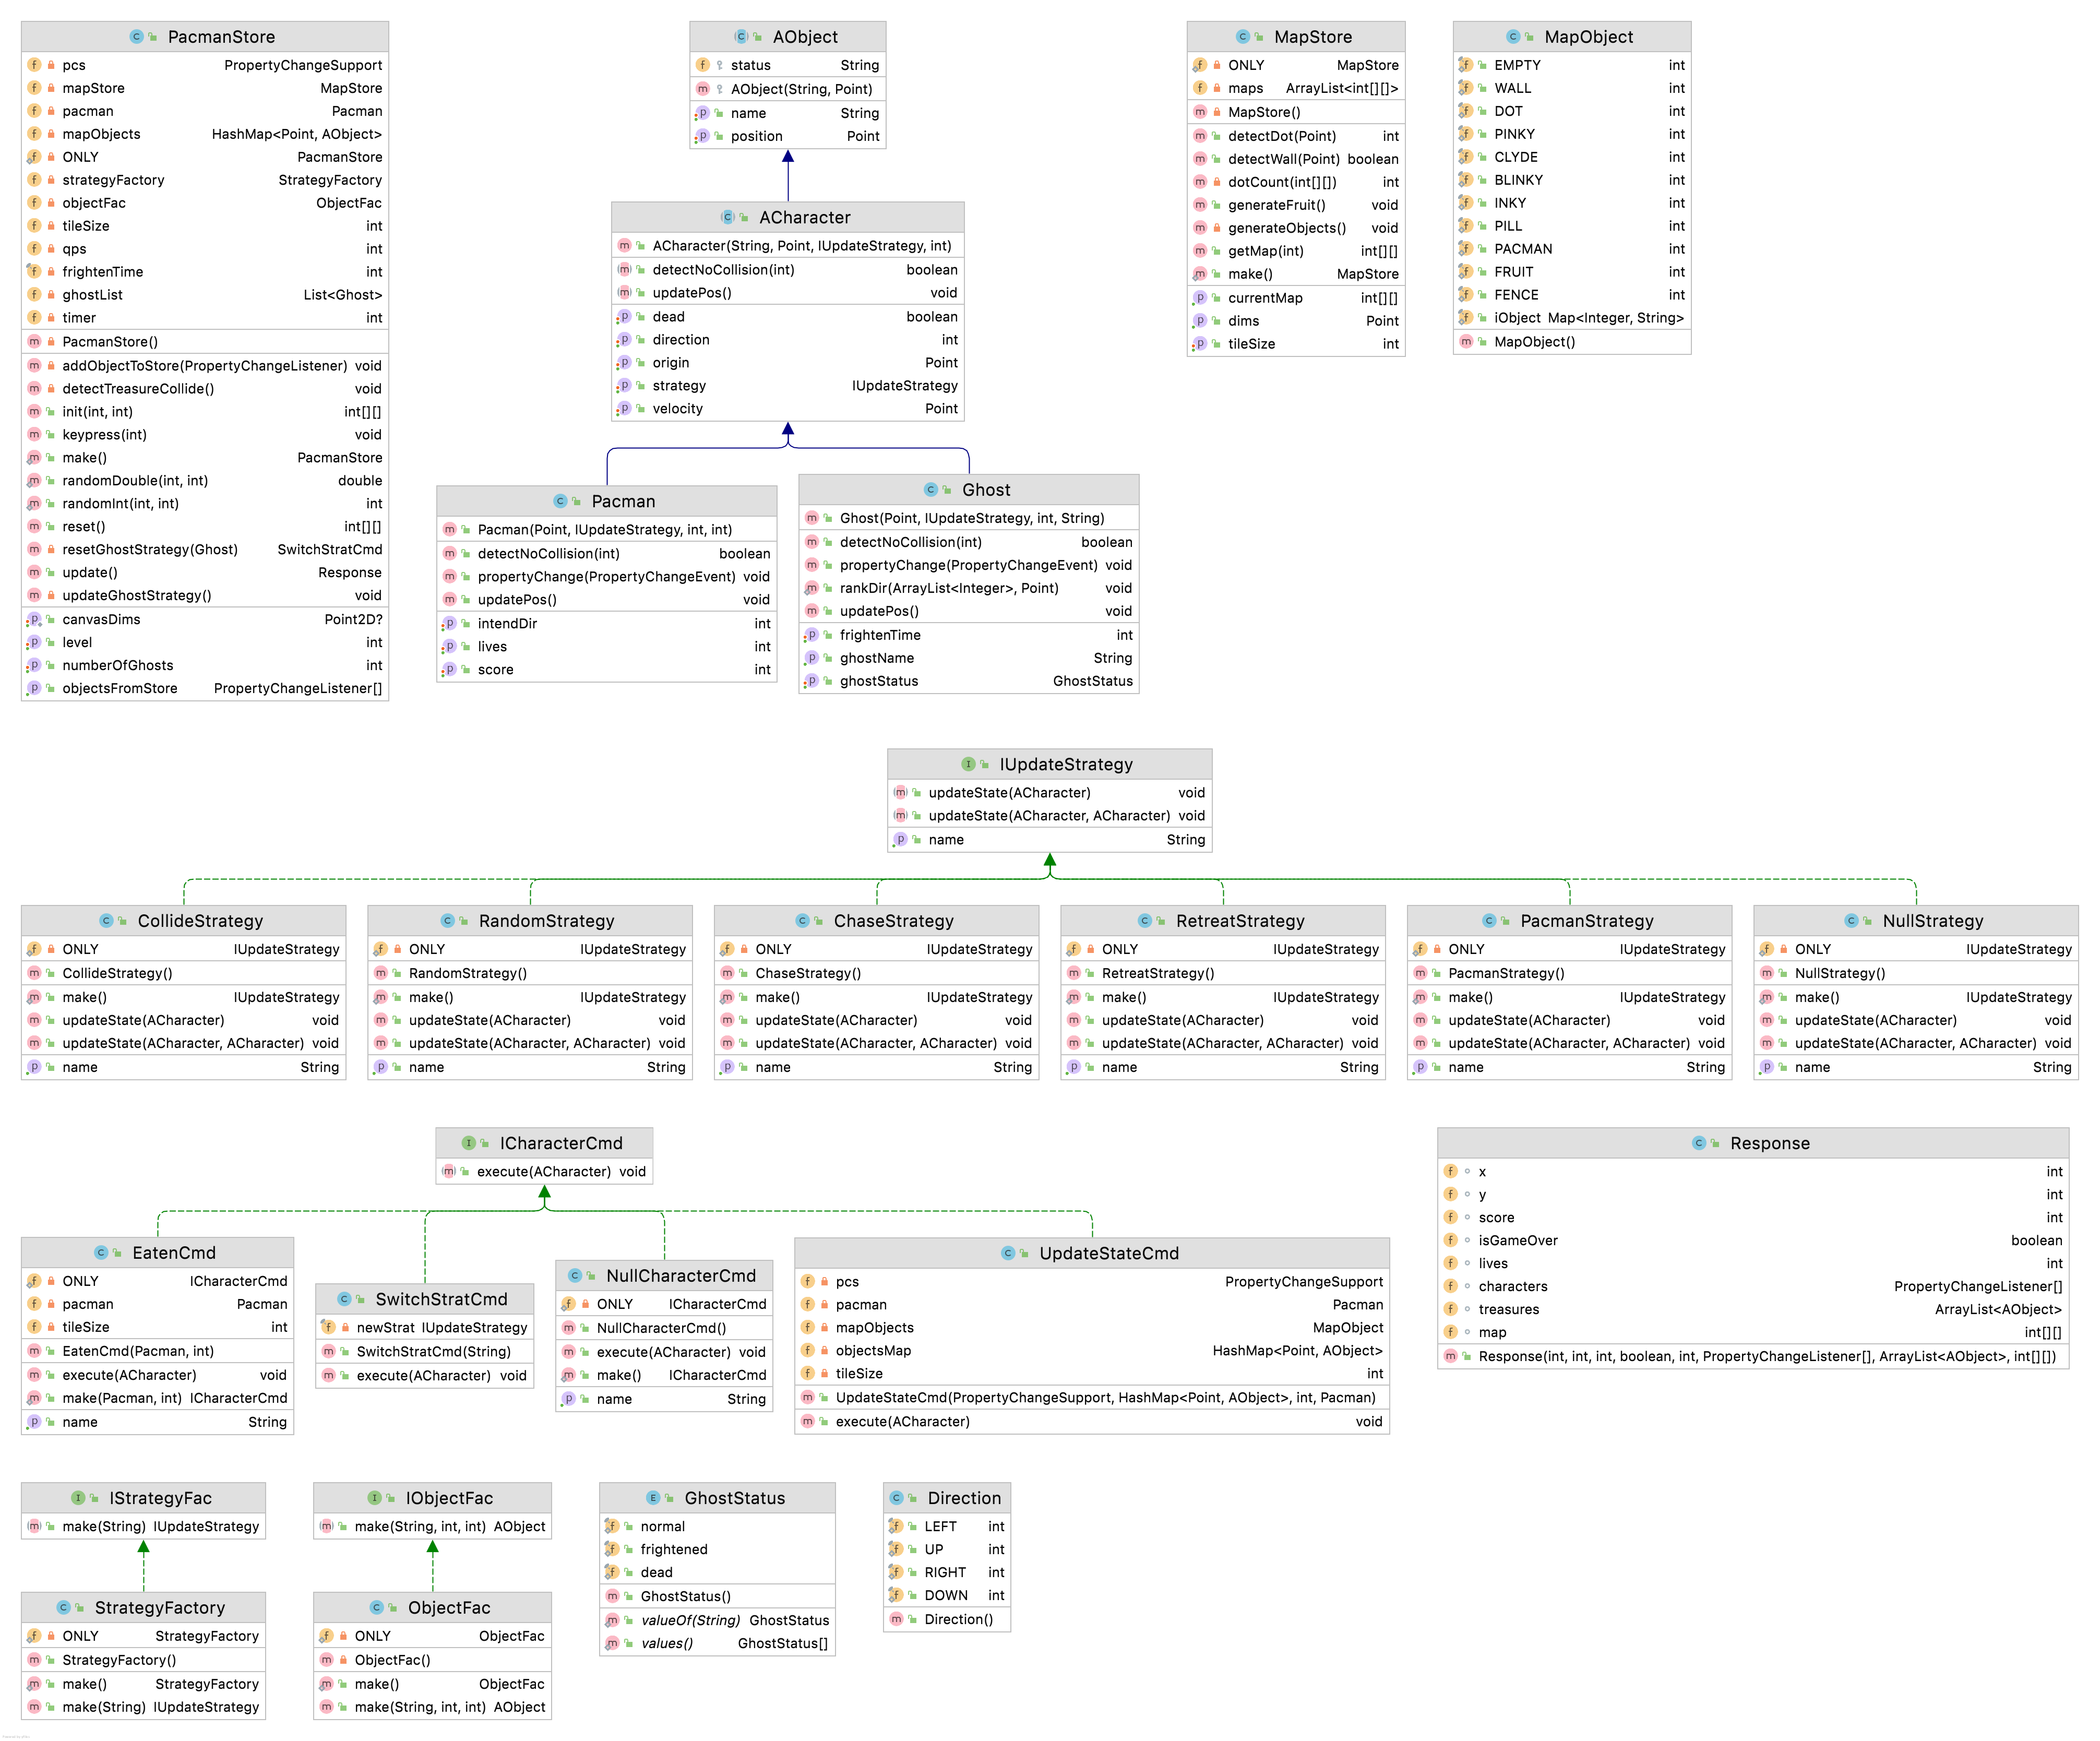 PacmanStore
pcs PropertyChangeSupport
mapStore MapStore
pacman Pacman
mapObjects HashMap<Point, AObject>
ONLY PacmanStore
strategyFactory StrategyFactory
objectFac ObjectFac
tileSize int
qps int
frightenTime int
ghostList List<Ghost>
timer int
PacmanStore()
addObjectToStore(PropertyChangeListener) void
detectTreasureCollide() void
init(int, int) int[][]
keypress(int) void
make() PacmanStore
randomDouble(int, int) double
randomInt(int, int) int
reset() int[][]
resetGhostStrategy(Ghost) SwitchStratCmd
update() Response
updateGhostStrategy() void
canvasDims Point2D?
level int
numberOfGhosts int
objectsFromStore PropertyChangeListener[]
AObject
status String
AObject(String, Point)
name String
position Point
ACharacter
ACharacter(String, Point, IUpdateStrategy, int)
detectNoCollision(int) boolean
updatePos() void
dead boolean
direction int
origin Point
strategy IUpdateStrategy
velocity Point
Pacman
Pacman(Point, IUpdateStrategy, int, int)
detectNoCollision(int) boolean
propertyChange(PropertyChangeEvent) void
updatePos() void
intendDir int
lives int
score int
Ghost
Ghost(Point, IUpdateStrategy, int, String)
detectNoCollision(int) boolean
propertyChange(PropertyChangeEvent) void
rankDir(ArrayList<Integer>, Point) void
updatePos() void
frightenTime int
ghostName String
ghostStatus GhostStatus
MapStore
ONLY MapStore
maps ArrayList<int[][]>
MapStore()
detectDot(Point) int
detectWall(Point) boolean
dotCount(int[][]) int
generateFruit() void
generateObjects() void
getMap(int) int[][]
make() MapStore
currentMap int[][]
dims Point
tileSize int
MapObject
EMPTY int
WALL int
DOT int
PINKY int
CLYDE int
BLINKY int
INKY int
PILL int
PACMAN int
FRUIT int
FENCE int
iObject Map<Integer, String>
MapObject()
IUpdateStrategy
updateState(ACharacter) void
updateState(ACharacter, ACharacter) void
name String
CollideStrategy
ONLY IUpdateStrategy
CollideStrategy()
make() IUpdateStrategy
updateState(ACharacter) void
updateState(ACharacter, ACharacter) void
name String
RandomStrategy
ONLY IUpdateStrategy
RandomStrategy()
make() IUpdateStrategy
updateState(ACharacter) void
updateState(ACharacter, ACharacter) void
name String
ChaseStrategy
ONLY IUpdateStrategy
ChaseStrategy()
make() IUpdateStrategy
updateState(ACharacter) void
updateState(ACharacter, ACharacter) void
name String
RetreatStrategy
ONLY IUpdateStrategy
RetreatStrategy()
make() IUpdateStrategy
updateState(ACharacter) void
updateState(ACharacter, ACharacter) void
name String
PacmanStrategy
ONLY IUpdateStrategy
PacmanStrategy()
make() IUpdateStrategy
updateState(ACharacter) void
updateState(ACharacter, ACharacter) void
name String
NullStrategy
ONLY IUpdateStrategy
NullStrategy()
make() IUpdateStrategy
updateState(ACharacter) void
updateState(ACharacter, ACharacter) void
name String
ICharacterCmd
execute(ACharacter) void
EatenCmd
ONLY ICharacterCmd
pacman Pacman
tileSize int
EatenCmd(Pacman, int)
execute(ACharacter) void
make(Pacman, int) ICharacterCmd
name String
SwitchStratCmd
newStrat IUpdateStrategy
SwitchStratCmd(String)
execute(ACharacter) void
NullCharacterCmd
ONLY ICharacterCmd
NullCharacterCmd()
execute(ACharacter) void
make() ICharacterCmd
name String
UpdateStateCmd
pcs PropertyChangeSupport
pacman Pacman
mapObjects MapObject
objectsMap HashMap<Point, AObject>
tileSize int
UpdateStateCmd(PropertyChangeSupport, HashMap<Point, AObject>, int, Pacman)
execute(ACharacter) void
Response
x int
y int
score int
isGameOver boolean
lives int
characters PropertyChangeListener[]
treasures ArrayList<AObject>
map int[][]
Response(int, int, int, boolean, int, PropertyChangeListener[], ArrayList<AObject>, int[][])
IStrategyFac
make(String) IUpdateStrategy
StrategyFactory
ONLY StrategyFactory
StrategyFactory()
make() StrategyFactory
make(String) IUpdateStrategy
IObjectFac
make(String, int, int) AObject
ObjectFac
ONLY ObjectFac
ObjectFac()
make() ObjectFac
make(String, int, int) AObject
GhostStatus
normal
frightened
dead
GhostStatus()
valueOf(String) GhostStatus
values() GhostStatus[]
Direction
LEFT int
UP int
RIGHT int
DOWN int
Direction()